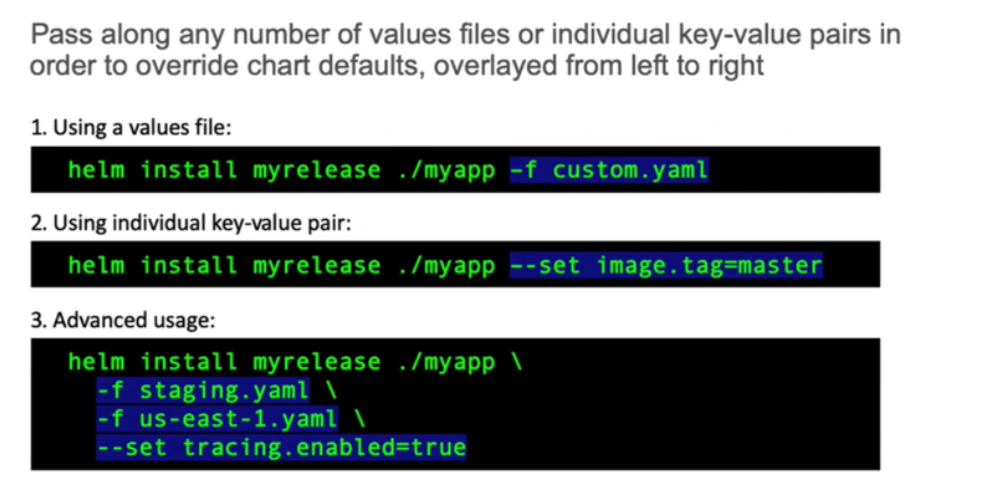 Pass along any number of values files or individual key-value pairs in
order to override chart defaults, overlayed from left to right
1. Using a values file:
helm install myrelease ./myapp -f custom.yaml
2. Using individual key-value pair:
helm install myrelease ./myapp --set image.tag=master
3. Advanced usage:
helm install myrelease ./myapp \
-f staging.yaml \
-f us-east-1.yaml \
--set tracing.enabled=true